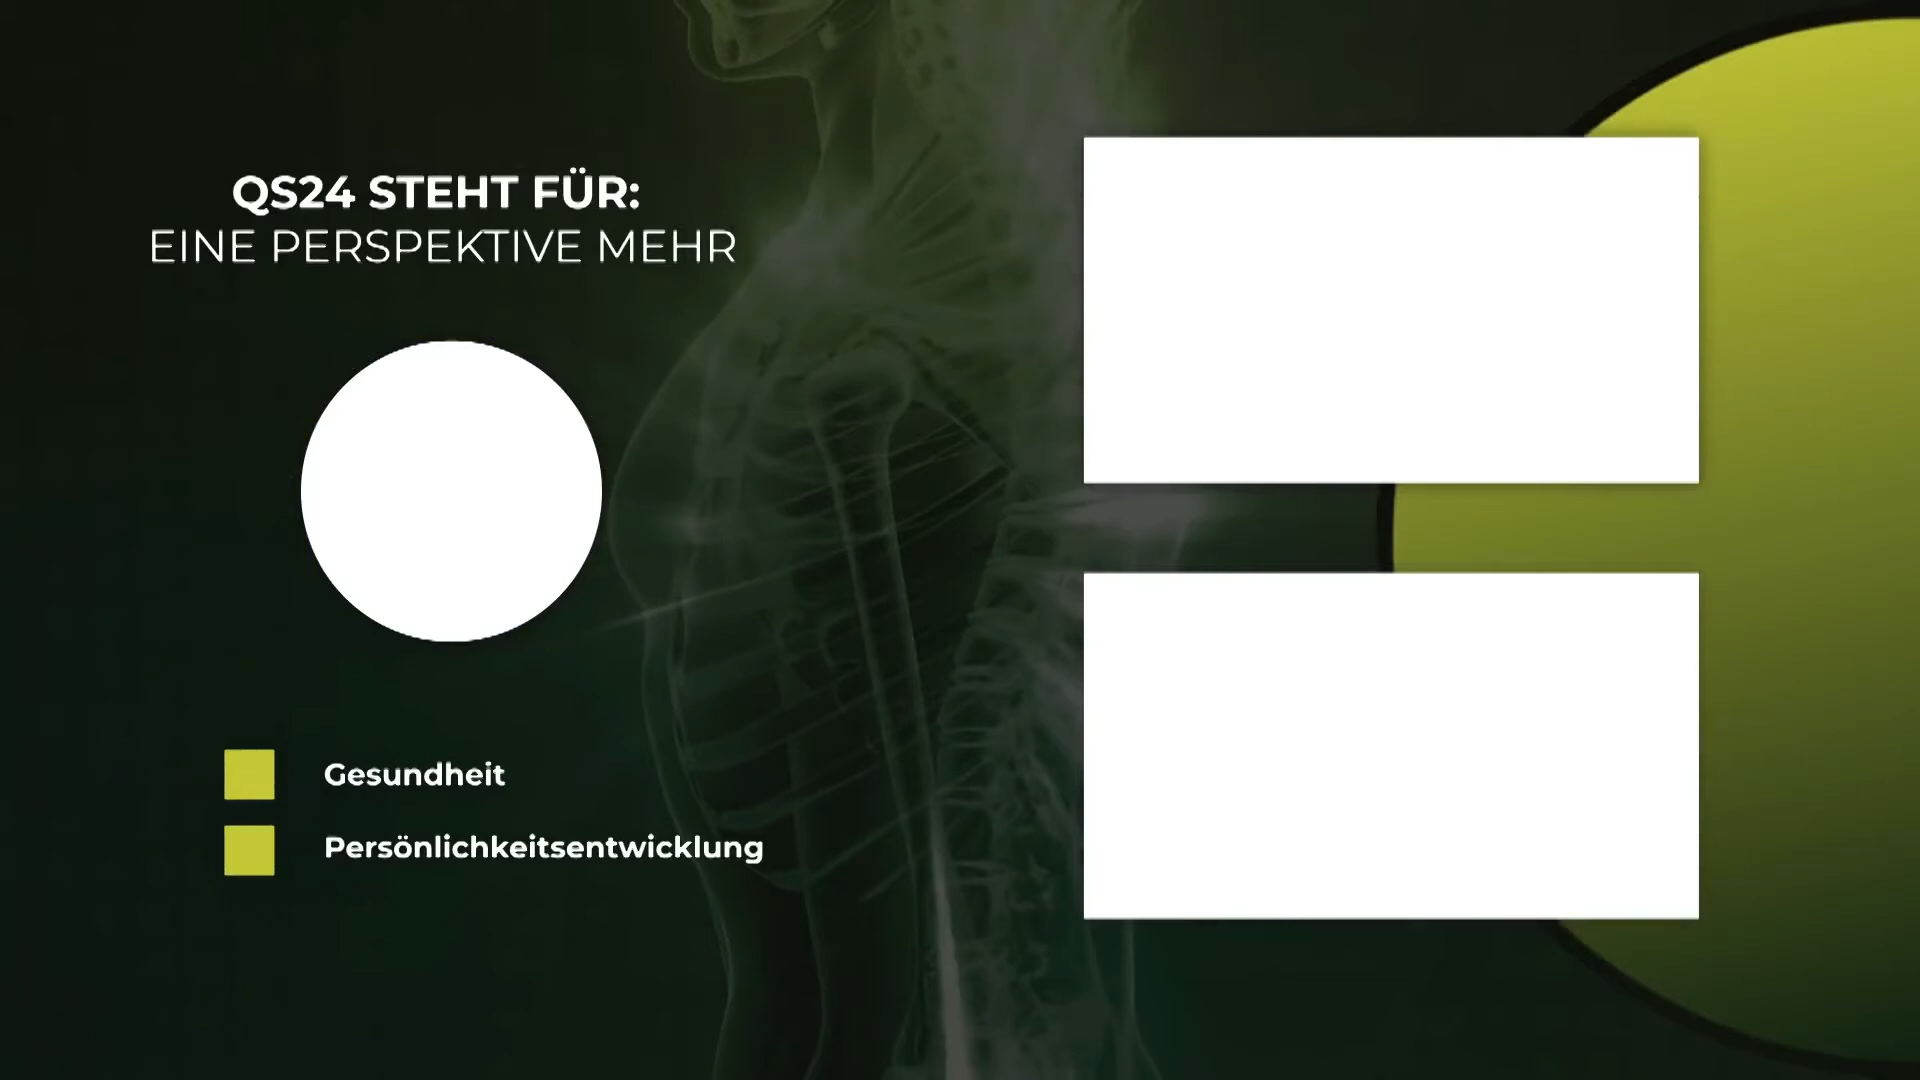 QS24 STEHT FÜR:
EINE PERSPEKTIVE MEHR
Gesundheit
Persönlichkeitsentwicklung